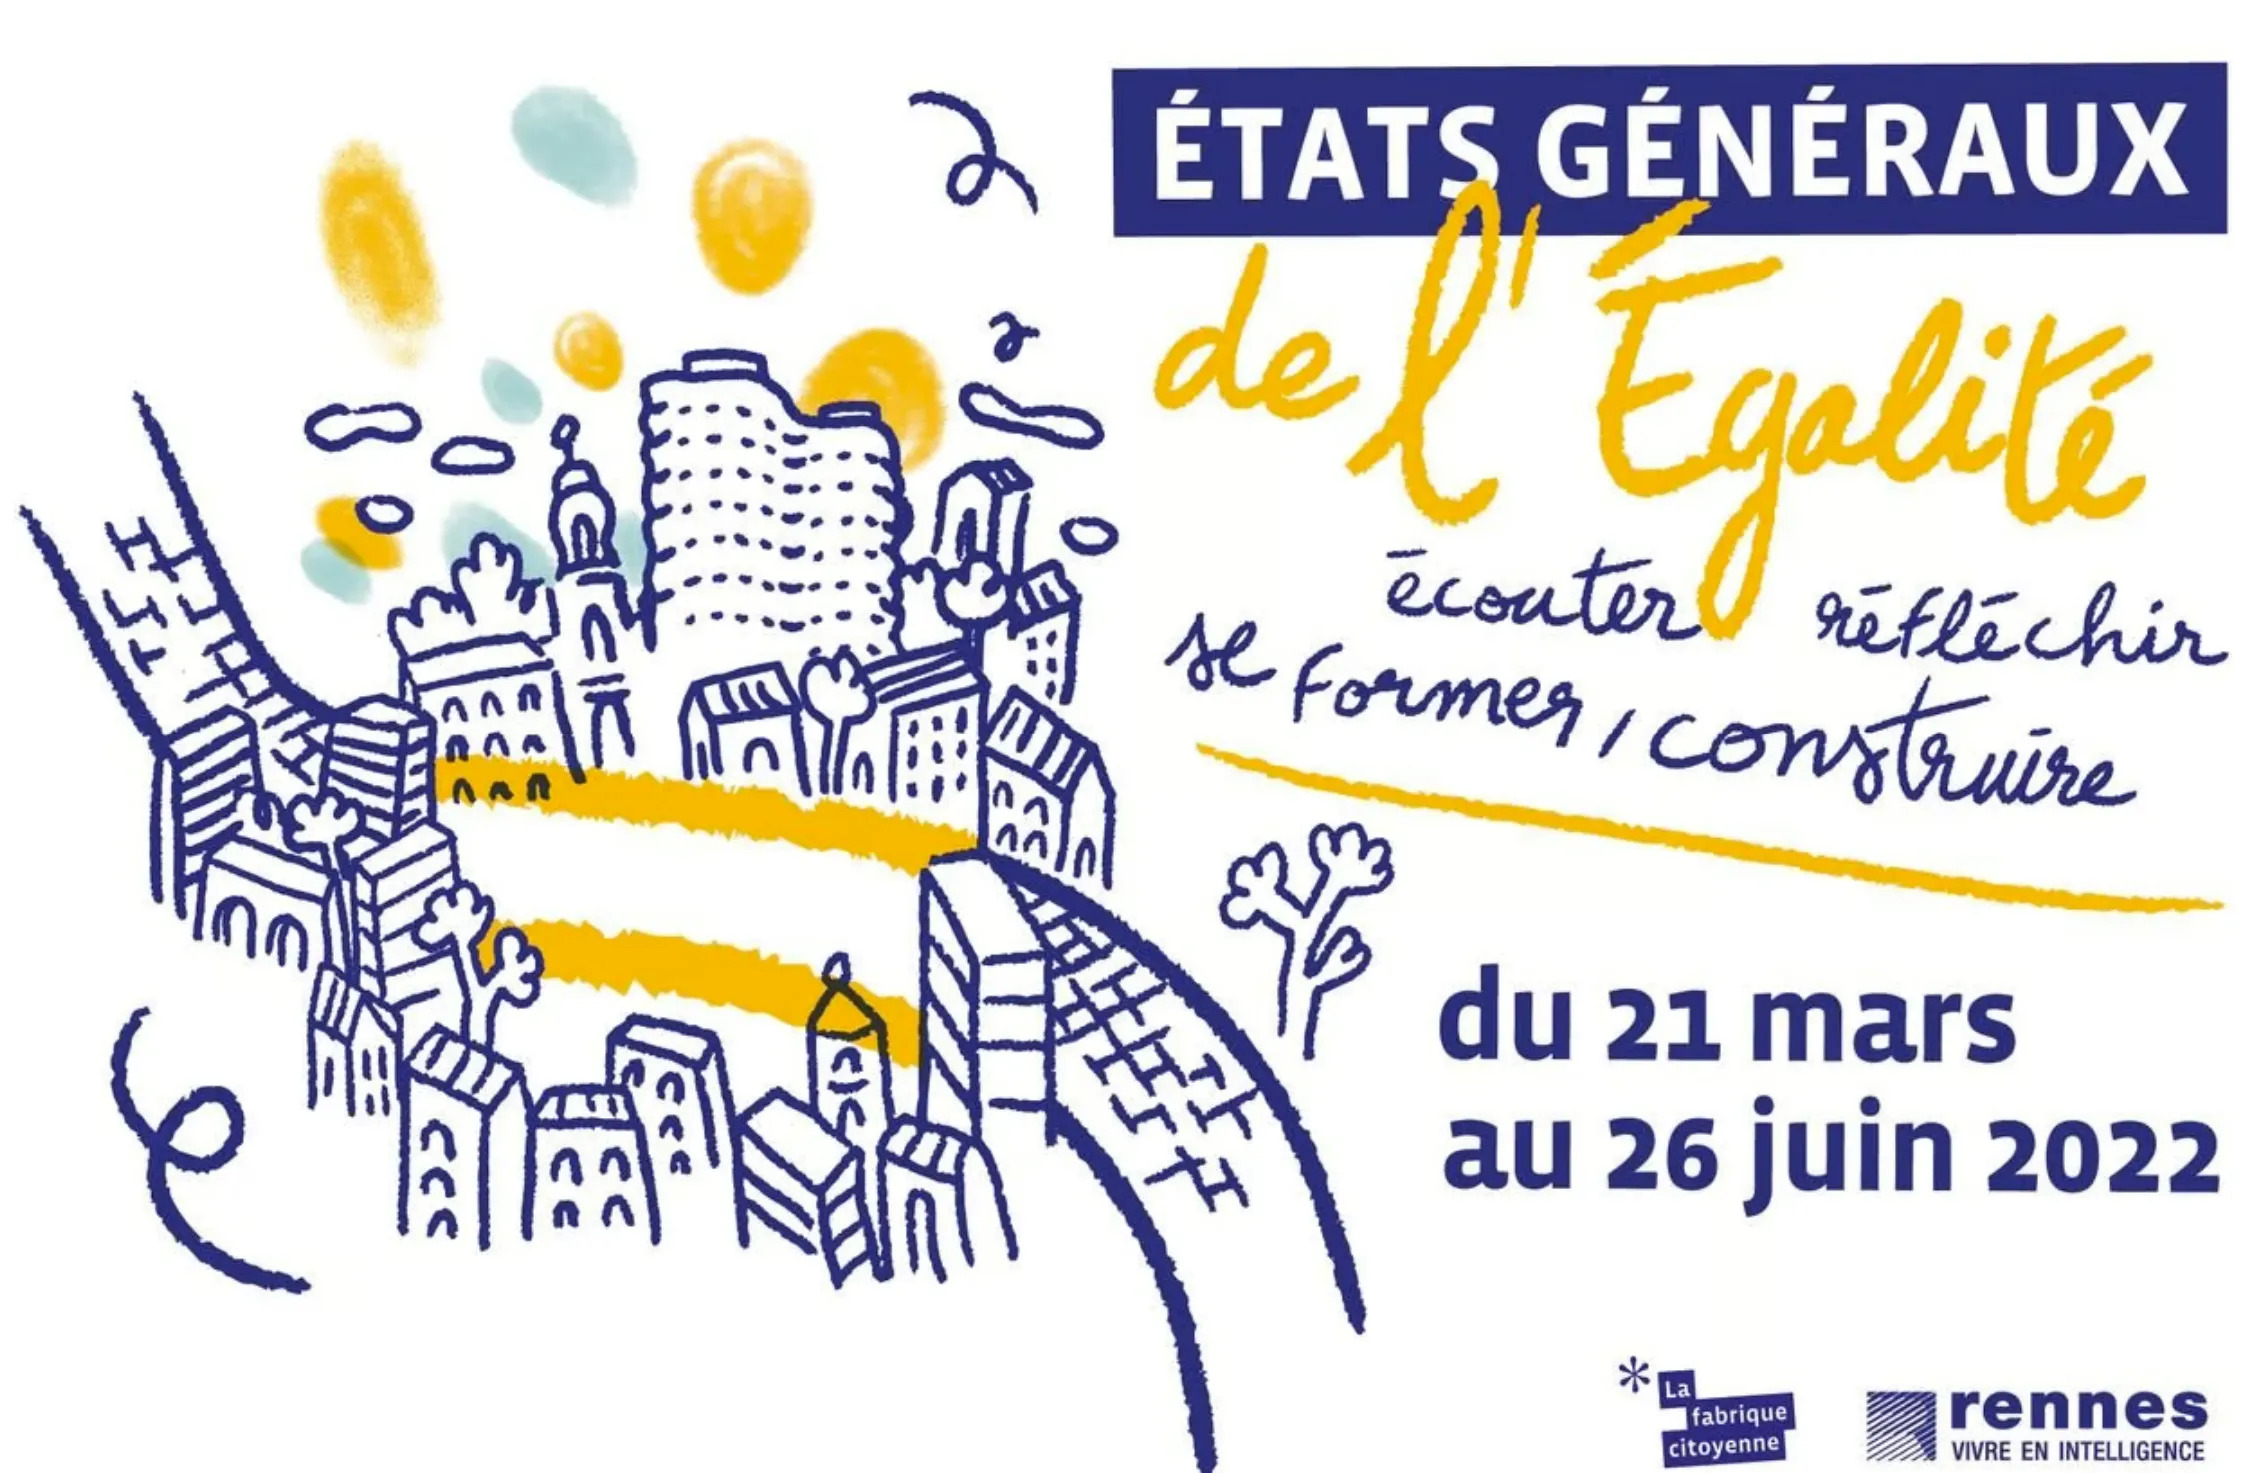 ÉTATS GÉNÉRAUX
de l'Égalité
écouter réfléchir
se former, construire
du 21 mars
au 26 juin 2022
* La
fabrique
citoyenne
rennes
VIVRE EN INTELLIGENCE